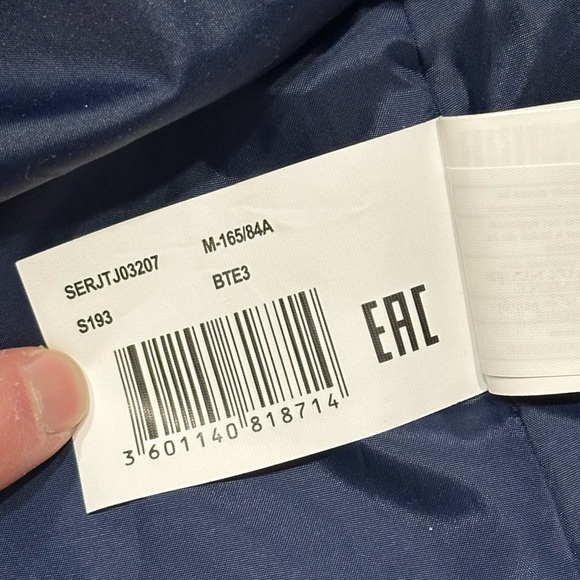 SERJTJ03207 M-165/84A
S193 BTE3
EAC
3 601140 818714